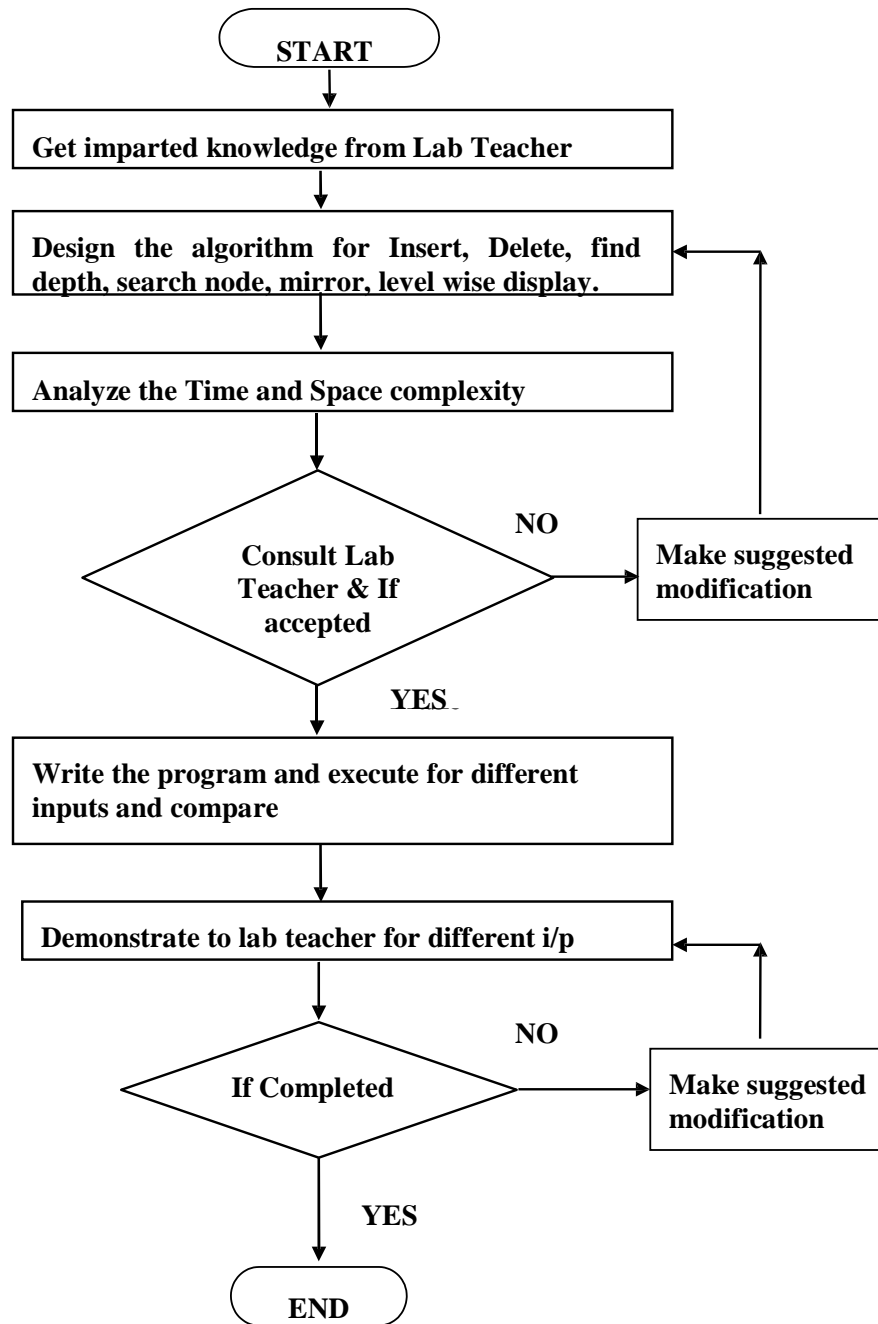 START
Get imparted knowledge from Lab Teacher
Design the algorithm for Insert, Delete, find
depth, search node, mirror, level wise display.
Analyze the Time and Space complexity
NO
Consult Lab
Teacher & If
accepted
Make suggested
modification
YES
Write the program and execute for different
inputs and compare
Demonstrate to lab teacher for different i/p
NO
If Completed
Make suggested
modification
YES
END